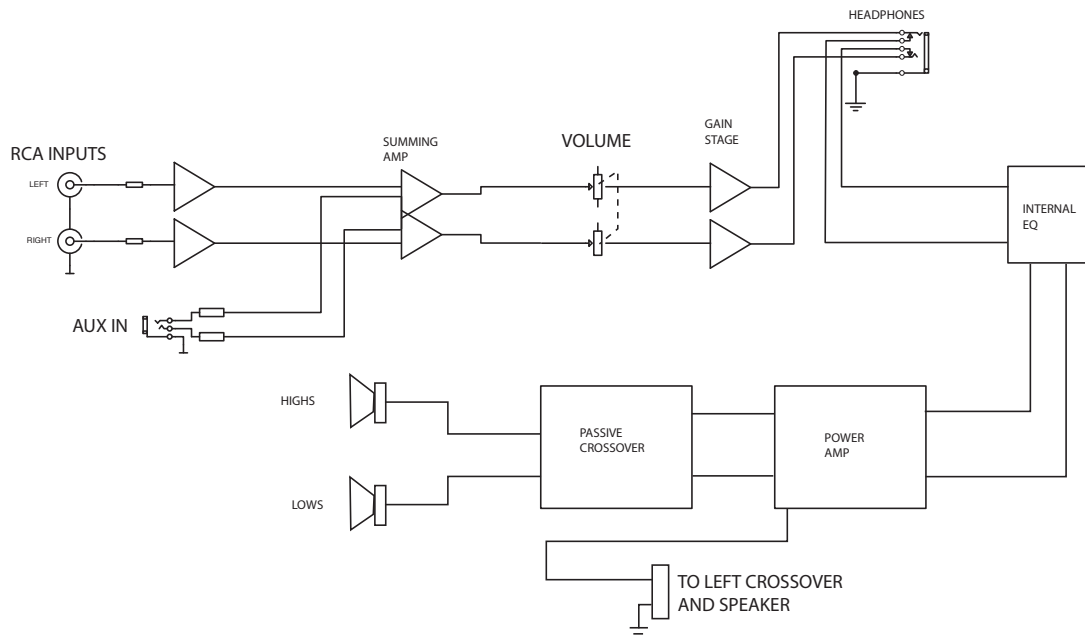 HEADPHONES
GAIN
STAGE
VOLUME
SUMMING
AMP
RCA INPUTS
LEFT
RIGHT
INTERNAL
EQ
AUX IN
HIGHS
PASSIVE
CROSSOVER
POWER
AMP
LOWS
TO LEFT CROSSOVER
AND SPEAKER